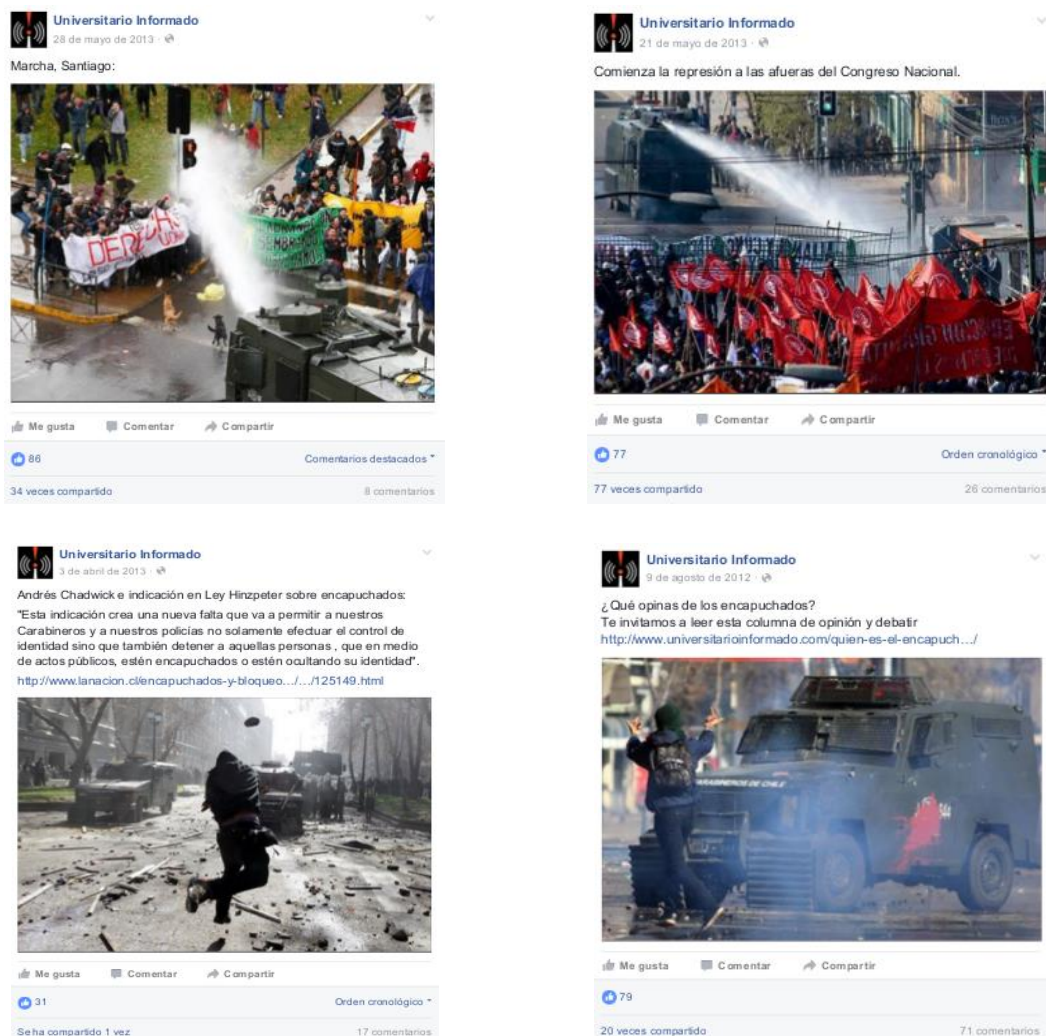 Universitario Informado
28 de mayo de 2013
Marcha, Santiago:
DERECHO
Me gusta Comentar Compartir
86 Comentarios destacados
34 veces compartido 8 comentarios
Universitario Informado
21 de mayo de 2013
Comienza la represión a las afueras del Congreso Nacional.
Me gusta Comentar Compartir
77 Orden cronológico
77 veces compartido 26 comentarios
Universitario Informado
3 de abril de 2013
Andrés Chadwick e indicación en Ley Hinzpeter sobre encapuchados:
"Esta indicación crea una nueva falta que va a permitir a nuestros
Carabineros y a nuestros policías no solamente efectuar el control de
identidad sino que también detener a aquellas personas , que en medio
de actos públicos, estén encapuchados o estén ocultando su identidad".
http://www.lanacion.cl/encapuchados-y-bloqueo.../.../125149.html
Me gusta Comentar Compartir
31 Orden cronológico
Se ha compartido 1 vez 17 comentarios
Universitario Informado
9 de agosto de 2012
¿Qué opinas de los encapuchados?
Te invitamos a leer esta columna de opinión y debatir
http://www.universitarioinformado.com/quien-es-el-encapuch.../
CARABINEROS DE CHILE
Me gusta Comentar Compartir
79
20 veces compartido 71 comentarios